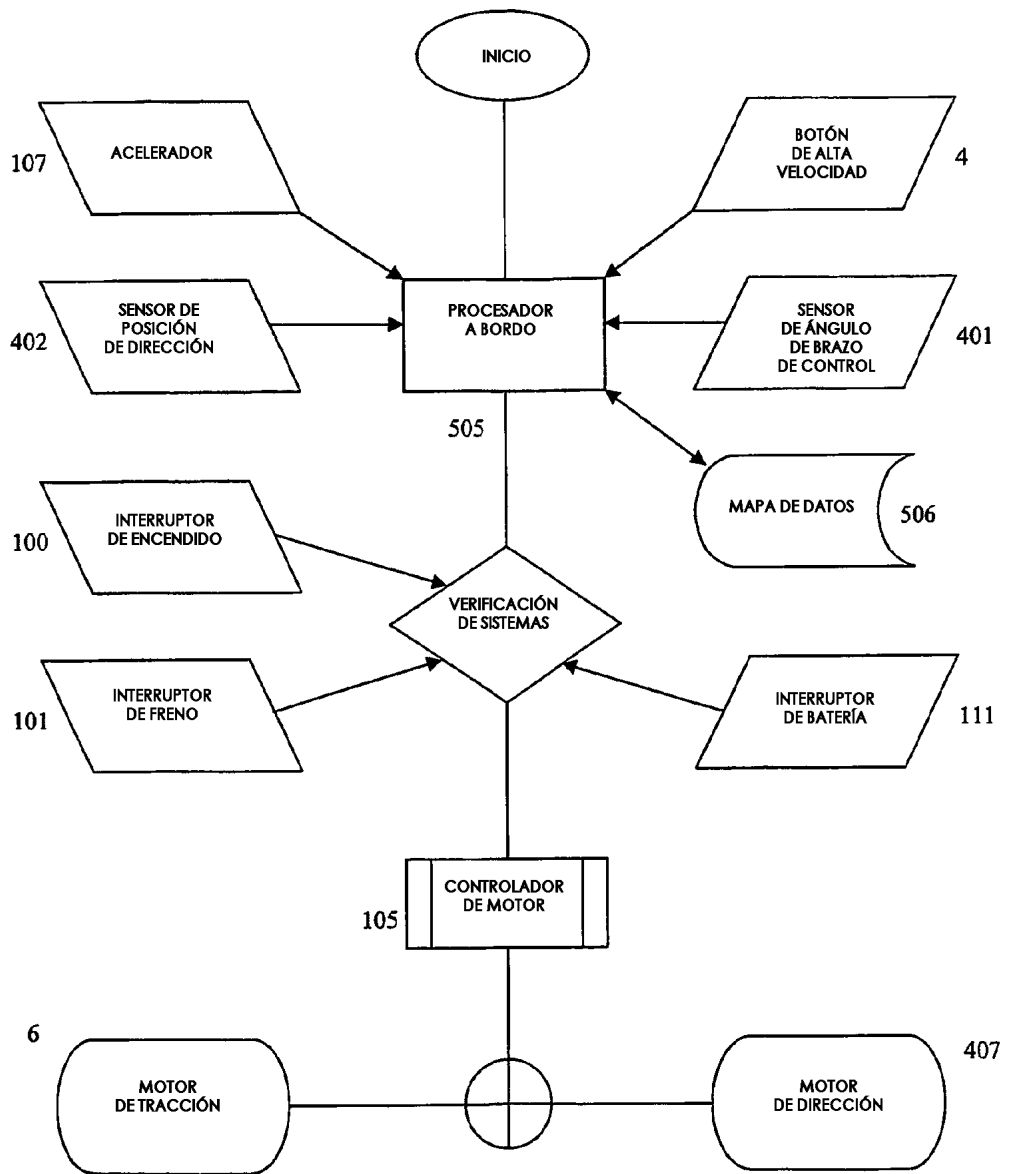 INICIO
107
ACELERADOR
BOTÓN
DE ALTA
VELOCIDAD
4
402
SENSOR DE
POSICIÓN
DE DIRECCIÓN
PROCESADOR
A BORDO
505
SENSOR
DE ÁNGULO
DE BRAZO
DE CONTROL
401
100
INTERRUPTOR
DE ENCENDIDO
MAPA DE DATOS
506
VERIFICACIÓN
DE SISTEMAS
101
INTERRUPTOR
DE FRENO
INTERRUPTOR
DE BATERÍA
111
105
CONTROLADOR
DE MOTOR
6
MOTOR
DE TRACCIÓN
MOTOR
DE DIRECCIÓN
407